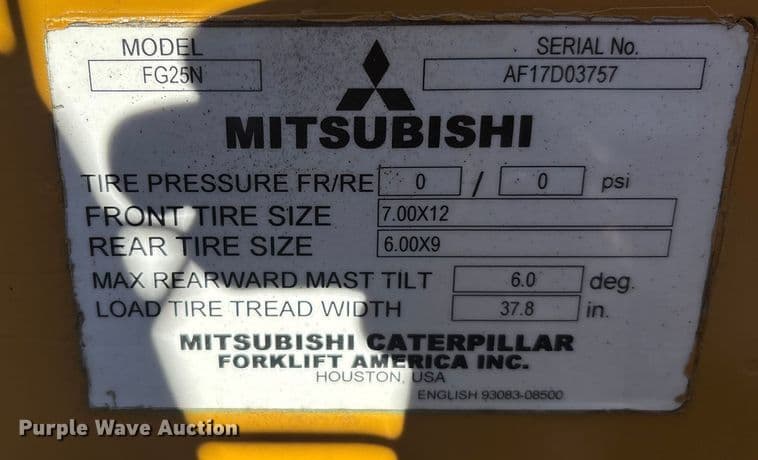 MODEL SERIAL No.
FG25N AF17D03757
MITSUBISHI
TIRE PRESSURE FR/RE 0 / 0 psi
FRONT TIRE SIZE 7.00X12
REAR TIRE SIZE 6.00X9
MAX REARWARD MAST TILT 6.0 deg.
LOAD TIRE TREAD WIDTH 37.8 in.
MITSUBISHI CATERPILLAR
FORKLIFT AMERICA INC.
HOUSTON, USA
ENGLISH 93083-08500
Purple Wave Auction